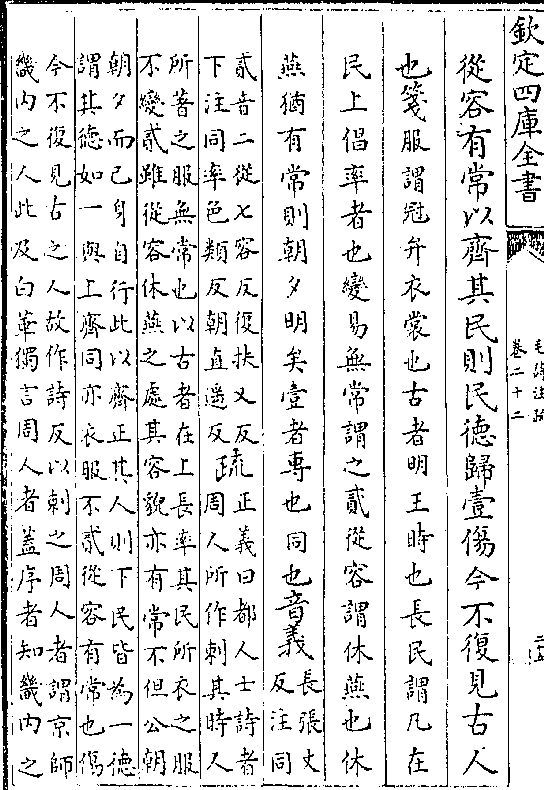 欽定四庫全書
毛詩注疏
卷二十二
從容有常以齊其民則民德歸壹傷今不復見古人
也箋服謂冠弁衣裳也古者明王時也長民謂凡在
民上倡率者也變易無常謂之貳從容謂休燕也休
燕猶有常則朝夕明矣壹者專也同也音義
長張丈
反注同
貳音二從七容反復扶又反
下注同率色類反朝直遥反
疏
正義曰都人士詩者
周人所作刺其時人
所著之服無常也以古者在上長率其民所衣之服
不變貳雖從容休燕之處其容貌亦有常不但公朝
朝夕而已身自行此以齊正其人則下民皆為一德
謂其德如一與上齊同亦衣服不貳從容有常也傷
今不復見古之人故作詩反以刺之周人者謂京師
畿内之人此及白華獨言周人者盖序者知畿内之